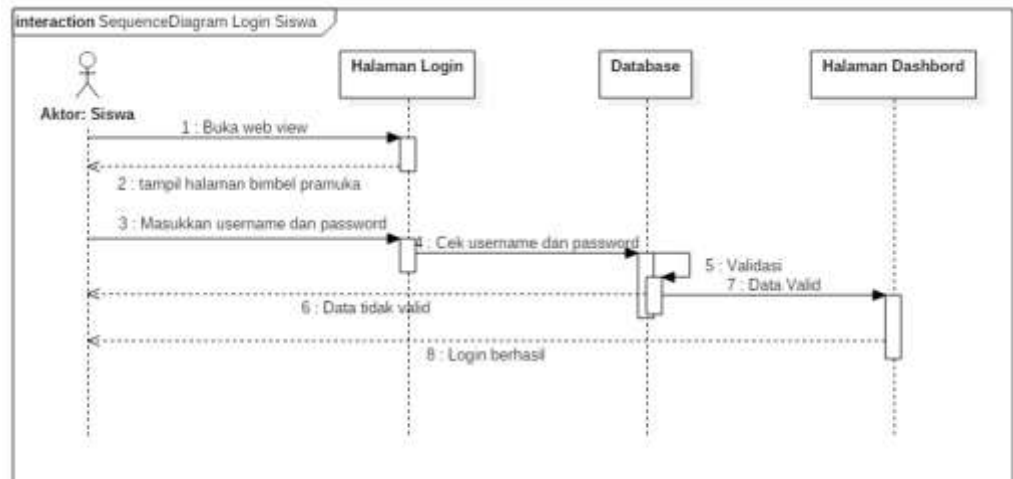 interaction SequenceDiagram Login Siswa
Halaman Login
Database
Halaman Dashbord
Aktor: Siswa
1 : Buka web view
2 : tampil halaman bimbel pramuka
3 : Masukkan username dan password
4 : Cek username dan password
5 : Validasi
7 : Data Valid
6 : Data tidak valid
8 : Login berhasil